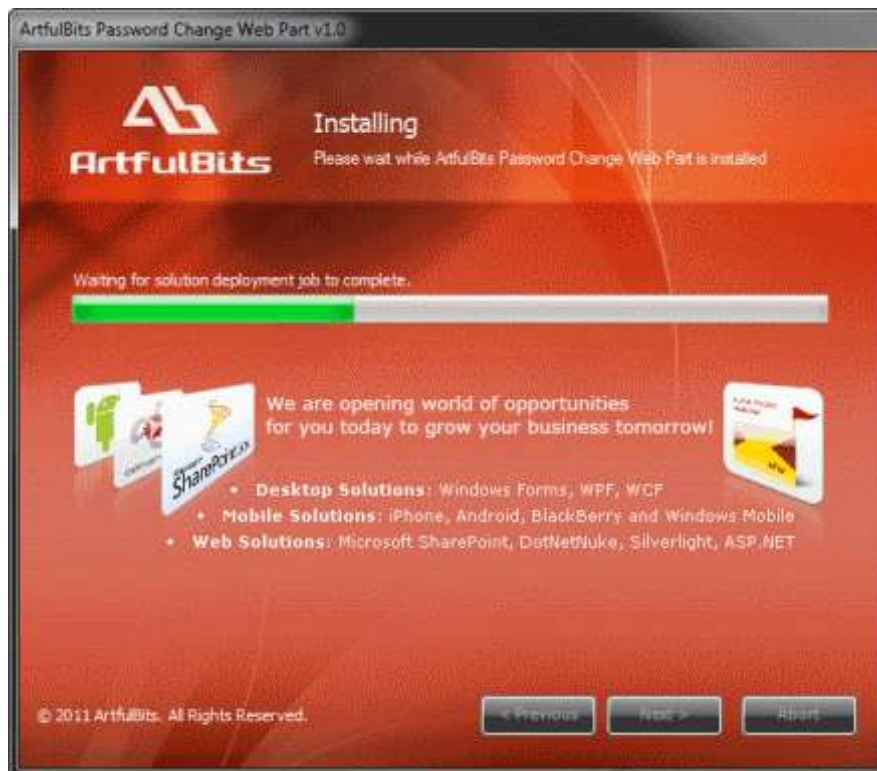 ArtfulBits Password Change Web Part v1.0
ArtfulBits
Installing
Please wait while ArtfulBits Password Change Web Part is installed
Waiting for solution deployment job to complete.
We are opening world of opportunities
for you today to grow your business tomorrow!
SharePoint
• Desktop Solutions: Windows Forms, WPF, WCF
• Mobile Solutions: iPhone, Android, BlackBerry and Windows Mobile
• Web Solutions: Microsoft SharePoint, DotNetNuke, Silverlight, ASP.NET
© 2011 ArtfulBits. All Rights Reserved.
< Previous
Next >
Abort